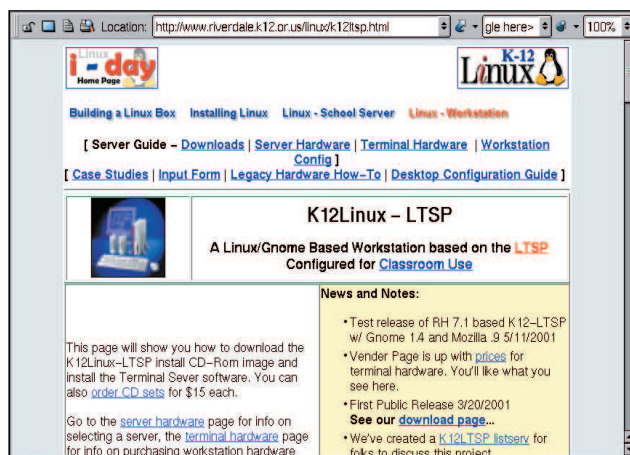 Location: http://www.riverdale.k12.or.us/linux/k12ltsp.html gle here> 100%
Linux
i-day
Home Page
K-12
Linux
Building a Linux Box Installing Linux Linux - School Server Linux - Workstation
[ Server Guide – Downloads | Server Hardware | Terminal Hardware | Workstation
Config ]
[ Case Studies | Input Form | Legacy Hardware How–To | Desktop Configuration Guide ]
K12Linux – LTSP
A Linux/Gnome Based Workstation based on the LTSP
Configured for Classroom Use
This page will show you how to download the
K12Linux–LTSP install CD–Rom image and
install the Terminal Sever software. You can
also order CD sets for $15 each.
Go to the server hardware page for info on
selecting a server, the terminal hardware page
for info on purchasing workstation hardware
News and Notes:
•Test release of RH 7.1 based K12–LTSP
w/ Gnome 1.4 and Mozilla .9 5/11/2001
•Vender Page is up with prices for
terminal hardware. You'll like what you
see here.
•First Public Release 3/20/2001
See our download page...
•We've created a K12LTSP listserv for
folks to discuss this project